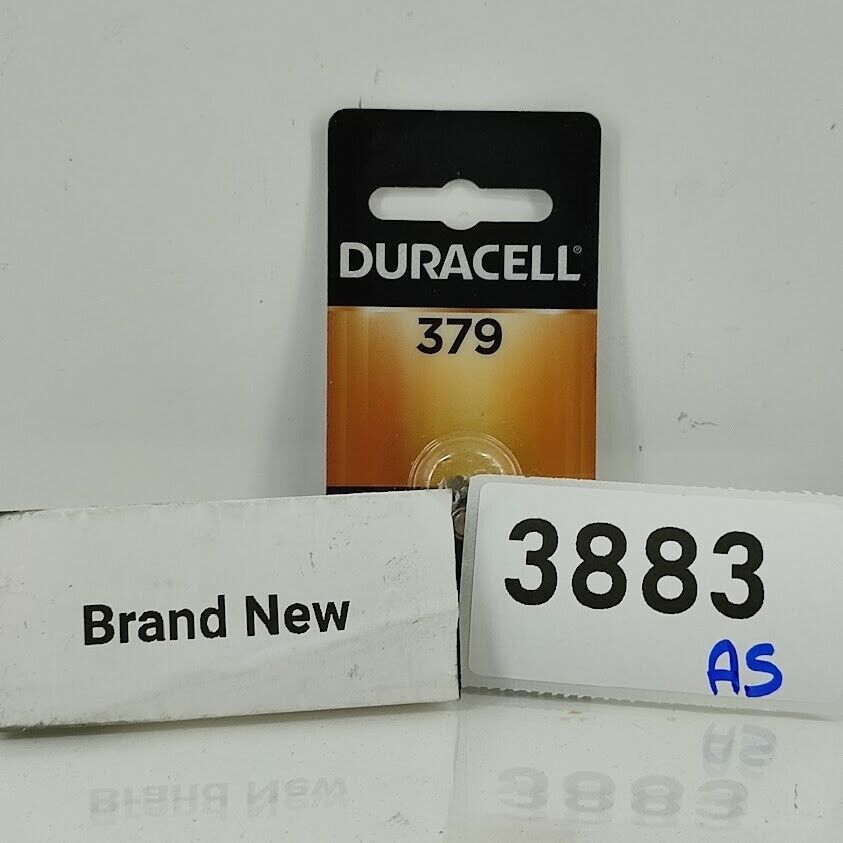 DURACELL®
379
Brand New
3883
AS